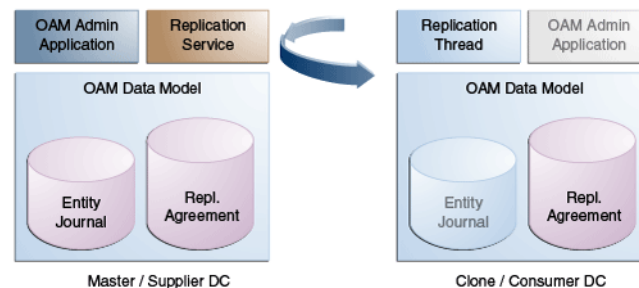 OAM Admin
Application
Replication
Service
OAM Data Model
Entity
Journal
Repl.
Agreement
Master / Supplier DC
Replication
Thread
OAM Admin
Application
OAM Data Model
Entity
Journal
Repl.
Agreement
Clone / Consumer DC